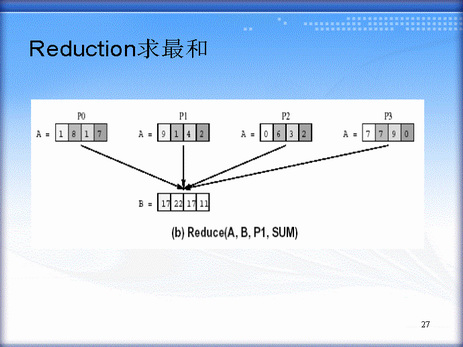 Reduction求最和
P0 P1 P2 P3
A = 1 8 1 7 A = 9 1 4 2 A = 0 6 3 2 A = 7 7 9 0
B = 17 22 17 11
(b) Reduce(A, B, P1, SUM)
27